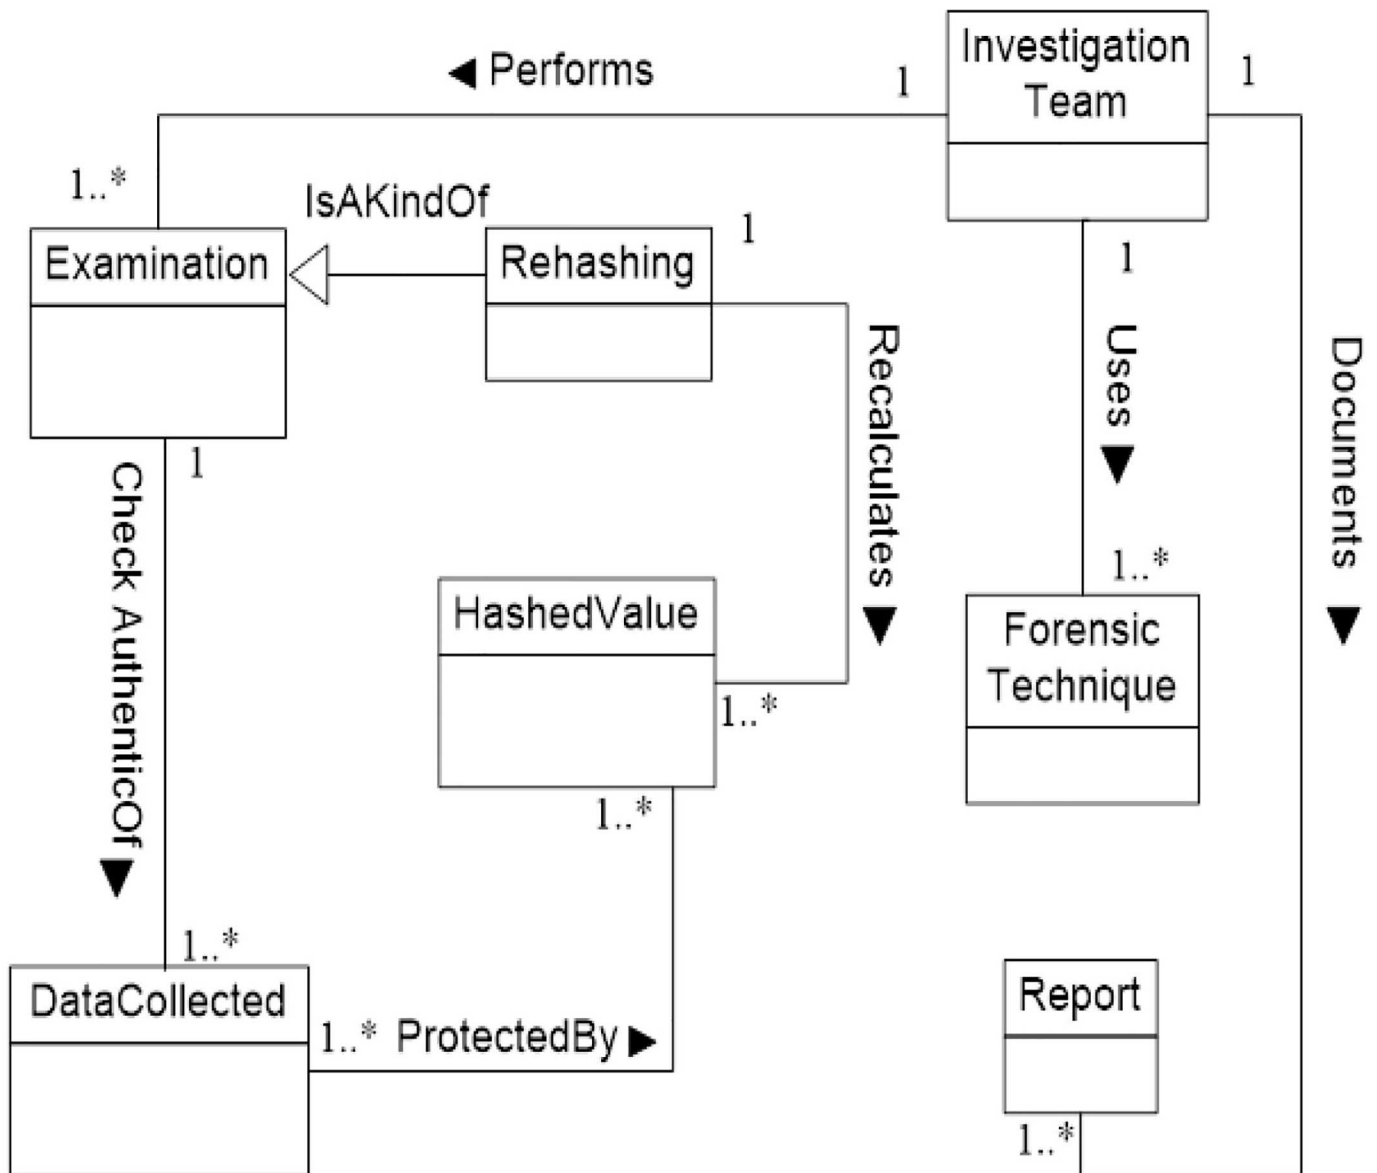 ◄ Performs
1
Investigation
Team
1
1..*
IsAKindOf
1
Examination
Rehashing
1
Recalculates
Uses
Documents
1
Check AuthenticOf
1..*
HashedValue
Forensic
Technique
1..*
1..*
1..*
DataCollected
1..*
ProtectedBy
Report
1..*